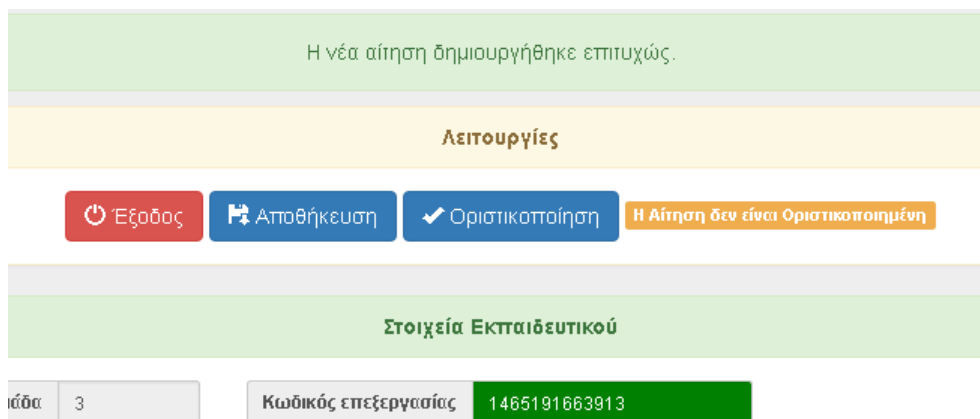 Η νέα αίτηση δημιουργήθηκε επιτυχώς.
Λειτουργίες
Έξοδος Αποθήκευση Οριστικοποίηση Η Αίτηση δεν είναι Οριστικοποιημένη
Στοιχεία Εκπαιδευτικού
3 Κωδικός επεξεργασίας 1465191663913